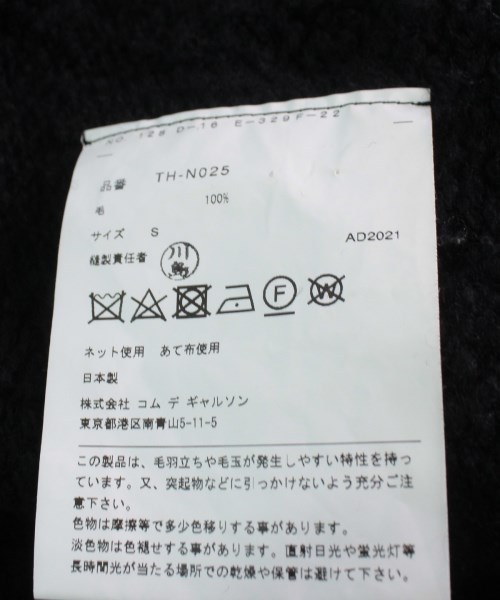 NO. 128 D-16 E-329F-22
品番 TH-N025
毛 100%
サイズ S AD2021
縫製責任者
F W
ネット使用 あて布使用
日本製
株式会社 コム デ ギャルソン
東京都港区南青山5-11-5
この製品は、毛羽立ちや毛玉が発生しやすい特性を持っ
ています。又、突起物などに引っかけないよう充分ご注
意下さい。
色物は摩擦等で多少色移りする事があります。
淡色物は色褪せする事があります。直射日光や蛍光灯等
長時間光が当たる場所での乾燥や保管は避けて下さい。